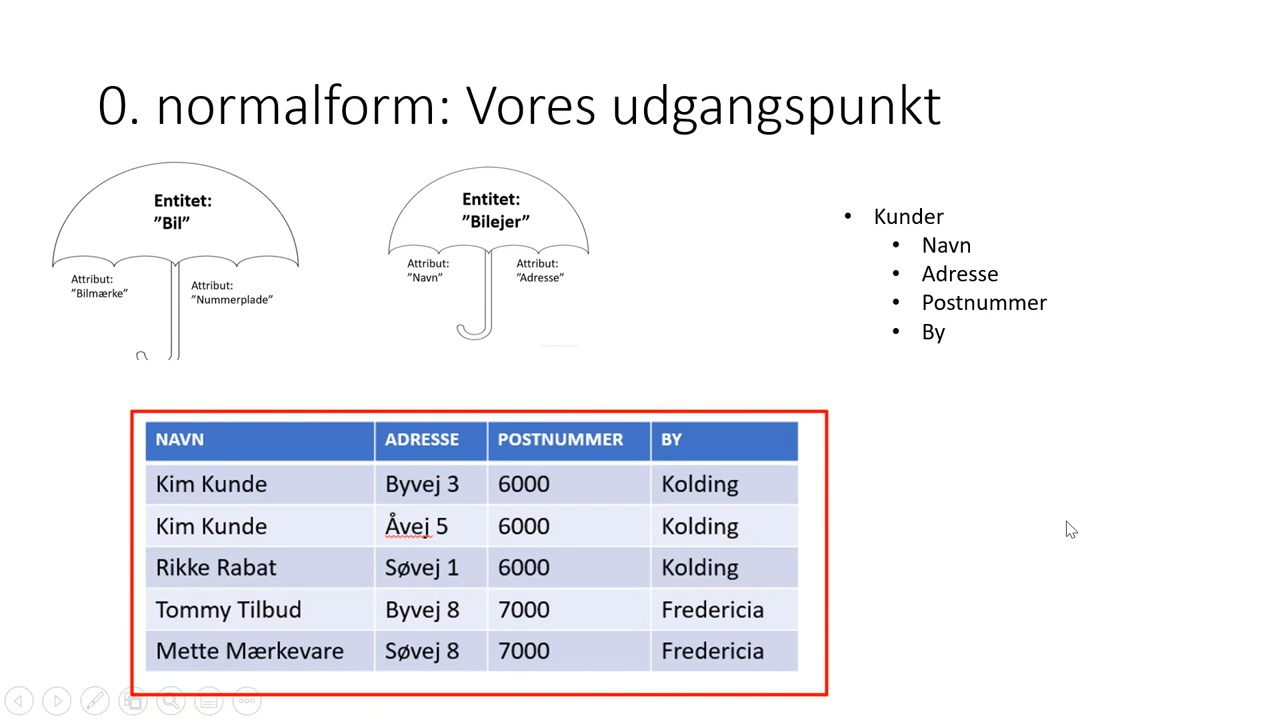 0. normalform: Vores udgangspunkt
Entitet:
”Bil”
Attribut:
”Bilmærke”
Attribut:
”Nummerplade”
Entitet:
”Bilejer”
Attribut:
”Navn”
Attribut:
”Adresse”
• Kunder
• Navn
• Adresse
• Postnummer
• By
NAVN ADRESSE POSTNUMMER BY
Kim Kunde Byvej 3 6000 Kolding
Kim Kunde Åvej 5 6000 Kolding
Rikke Rabat Søvej 1 6000 Kolding
Tommy Tilbud Byvej 8 7000 Fredericia
Mette Mærkevare Søvej 8 7000 Fredericia